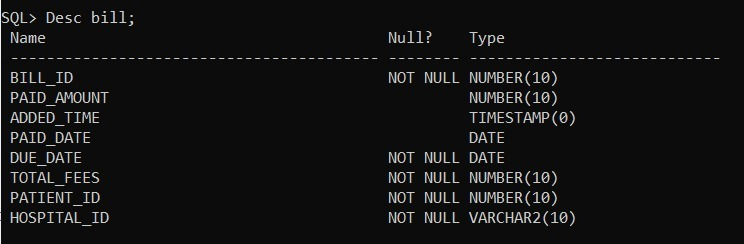 SQL> Desc bill;
Name Null? Type
----------------------------------------- -------- ----------------------------
BILL_ID NOT NULL NUMBER(10)
PAID_AMOUNT NUMBER(10)
ADDED_TIME TIMESTAMP(0)
PAID_DATE DATE
DUE_DATE NOT NULL DATE
TOTAL_FEES NOT NULL NUMBER(10)
PATIENT_ID NOT NULL NUMBER(10)
HOSPITAL_ID NOT NULL VARCHAR2(10)